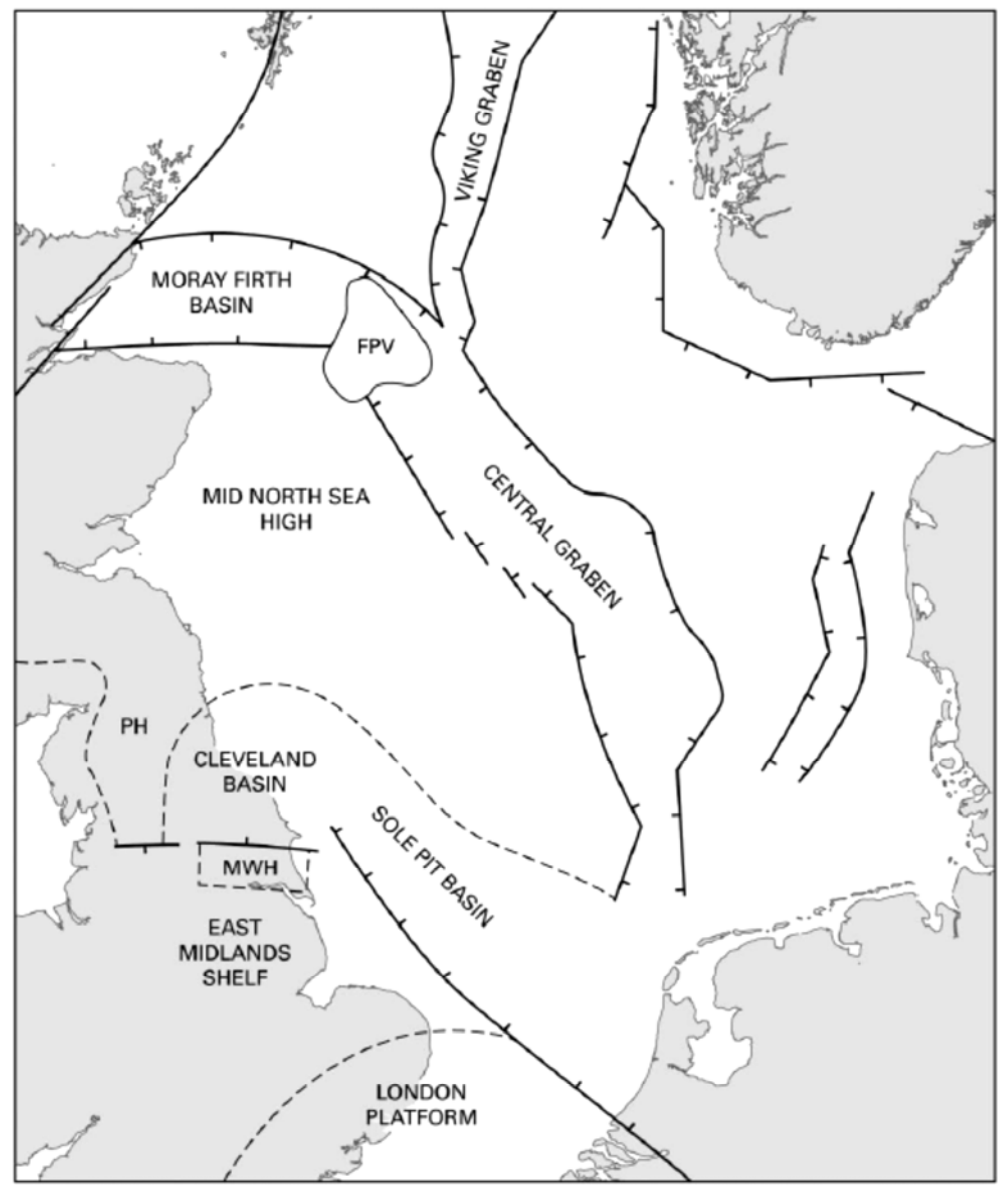 VIKING GRABEN
MORAY FIRTH
BASIN
FPV
MID NORTH SEA
HIGH
CENTRAL GRABEN
PH
CLEVELAND
BASIN
SOLE PIT BASIN
MWH
EAST
MIDLANDS
SHELF
LONDON
PLATFORM